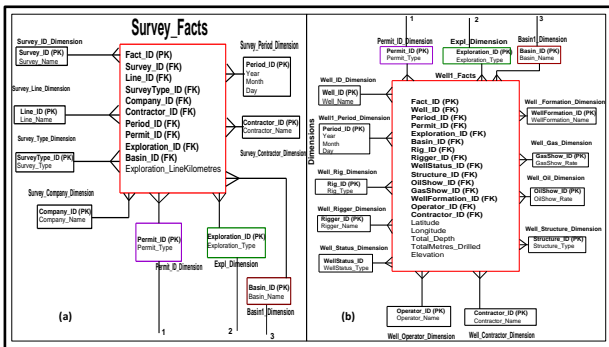 Survey_Facts
Survey_ID_Dimension
Survey_ID (PK)
Survey_Name
Fact_ID (PK)
Survey_ID (FK)
Line_ID (FK)
SurveyType_ID (FK)
Company_ID (FK)
Contractor_ID (FK)
Period_ID (FK)
Permit_ID (FK)
Exploration_ID (FK)
Basin_ID (FK)
Exploration_LineKilometres
Survey_Period_Dimension
Period_ID (PK)
Year
Month
Day
Survey_Line_Dimension
Line_ID (PK)
Line_Name
Contractor_ID (PK)
Contractor_Name
Survey_Contractor_Dimension
Survey_Type_Dimension
SurveyType_ID (PK)
Survey_Type
Survey_Company_Dimension
Company_ID (PK)
Company_Name
Permit_ID (PK)
Permit_Type
Permit_ID_Dimension
Exploration_ID (PK)
Exploration_Type
Expl_Dimension
Basin_ID (PK)
Basin_Name
Basin1_Dimension
(a)
1
2
3
Dimensions
1
2
3
Permit_ID_Dimension
Permit_ID (PK)
Permit_Type
Expl_Dimension
Exploration_ID (PK)
Exploration_Type
Basin1_Dimension
Basin_ID (PK)
Basin_Name
Well1_Facts
Well_ID_Dimension
Well_ID (PK)
Well_Name
Well1_Period_Dimension
Period_ID (PK)
Year
Month
Day
Well_Rig_Dimension
Rig_ID (PK)
Rig_Type
Well_Rigger_Dimension
Rigger_ID (PK)
Rigger_Name
Well_Status_Dimension
WellStatus_ID
WellStatus_Type
Fact_ID (PK)
Well_ID (FK)
Period_ID (FK)
Permit_ID (FK)
Exploration_ID (FK)
Basin_ID (FK)
Rig_ID (FK)
Rigger_ID (FK)
WellStatus_ID (FK)
Structure_ID (FK)
OilShow_ID (FK)
GasShow_ID (FK)
WellFormation_ID (FK)
Operator_ID (FK)
Contractor_ID (FK)
Latitude
Longitude
Total_Depth
TotalMetres_Drilled
Elevation
Well _Formation_Dimension
WellFormation_ID (PK)
WellFormation_Name
Well_Gas_Dimension
GasShow_ID (PK)
GasShow_Rate
Well_Oil_Dimension
OilShow_ID (PK)
OilShow_Rate
Well_Structure_Dimension
Structure_ID (PK)
Structure_Type
Operator_ID (PK)
Operator_Name
Well_Operator_Dimension
Contractor_ID (PK)
Contractor_Name
Well_Contractor_Dimension
(b)